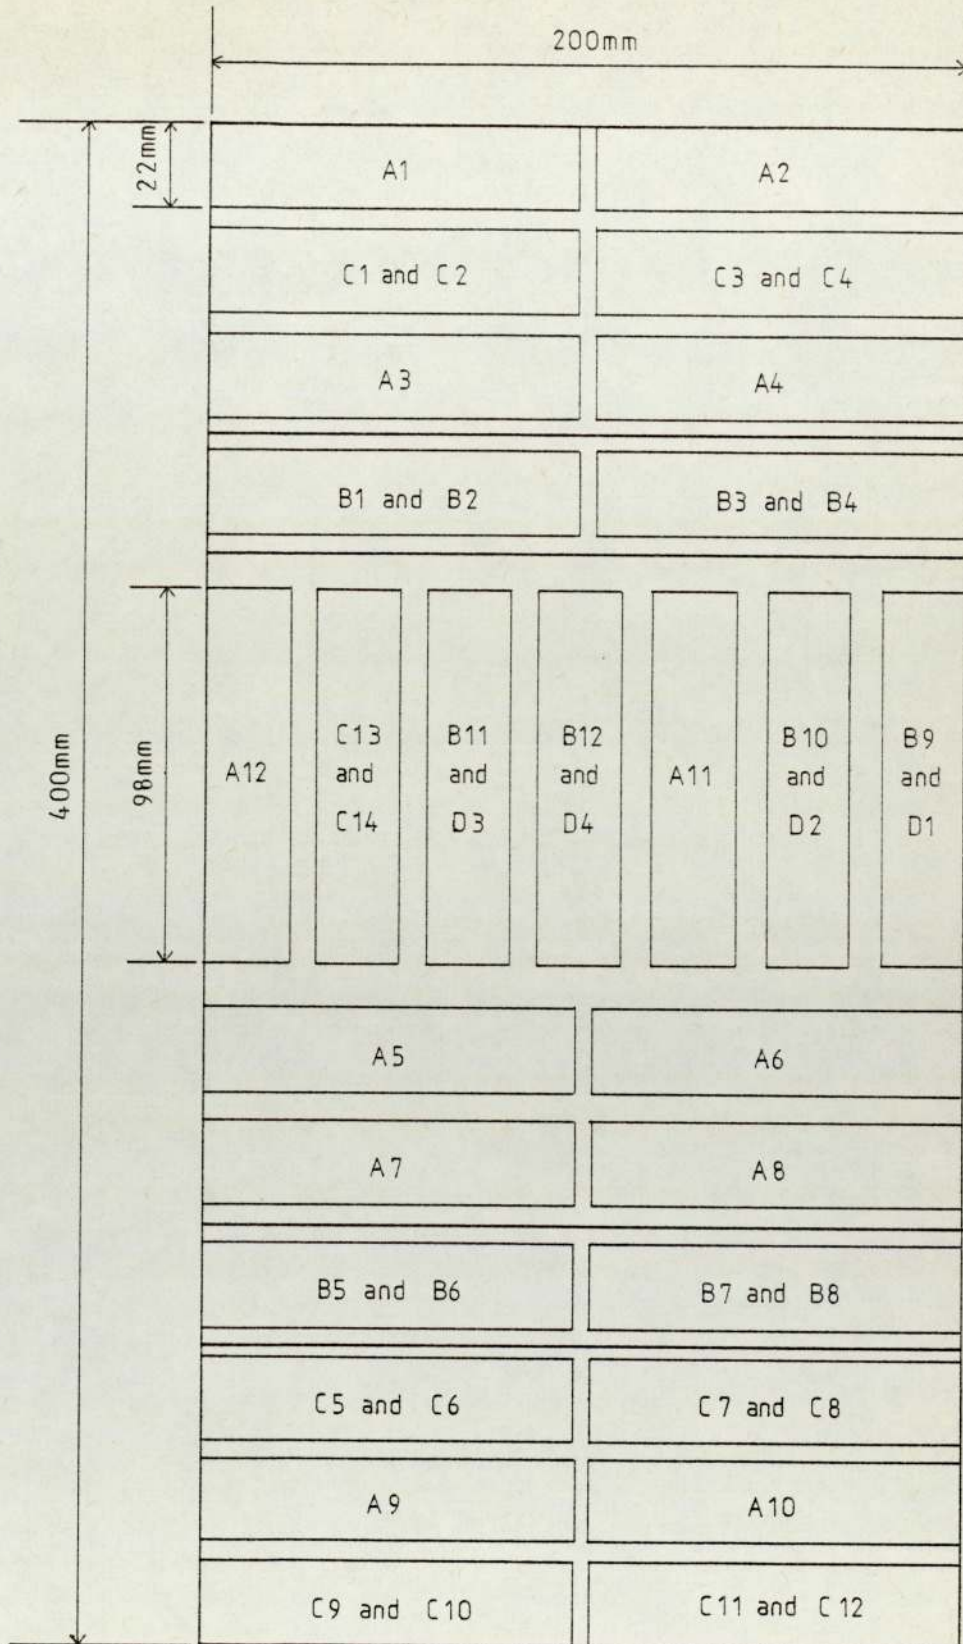 200mm
22mm
A1
A2
C1 and C2
C3 and C4
A3
A4
B1 and B2
B3 and B4
400mm
98mm
A12
C13
and
C14
B11
and
D3
B12
and
D4
A11
B10
and
D2
B9
and
D1
A5
A6
A7
A8
B5 and B6
B7 and B8
C5 and C6
C7 and C8
A9
A10
C9 and C10
C11 and C12